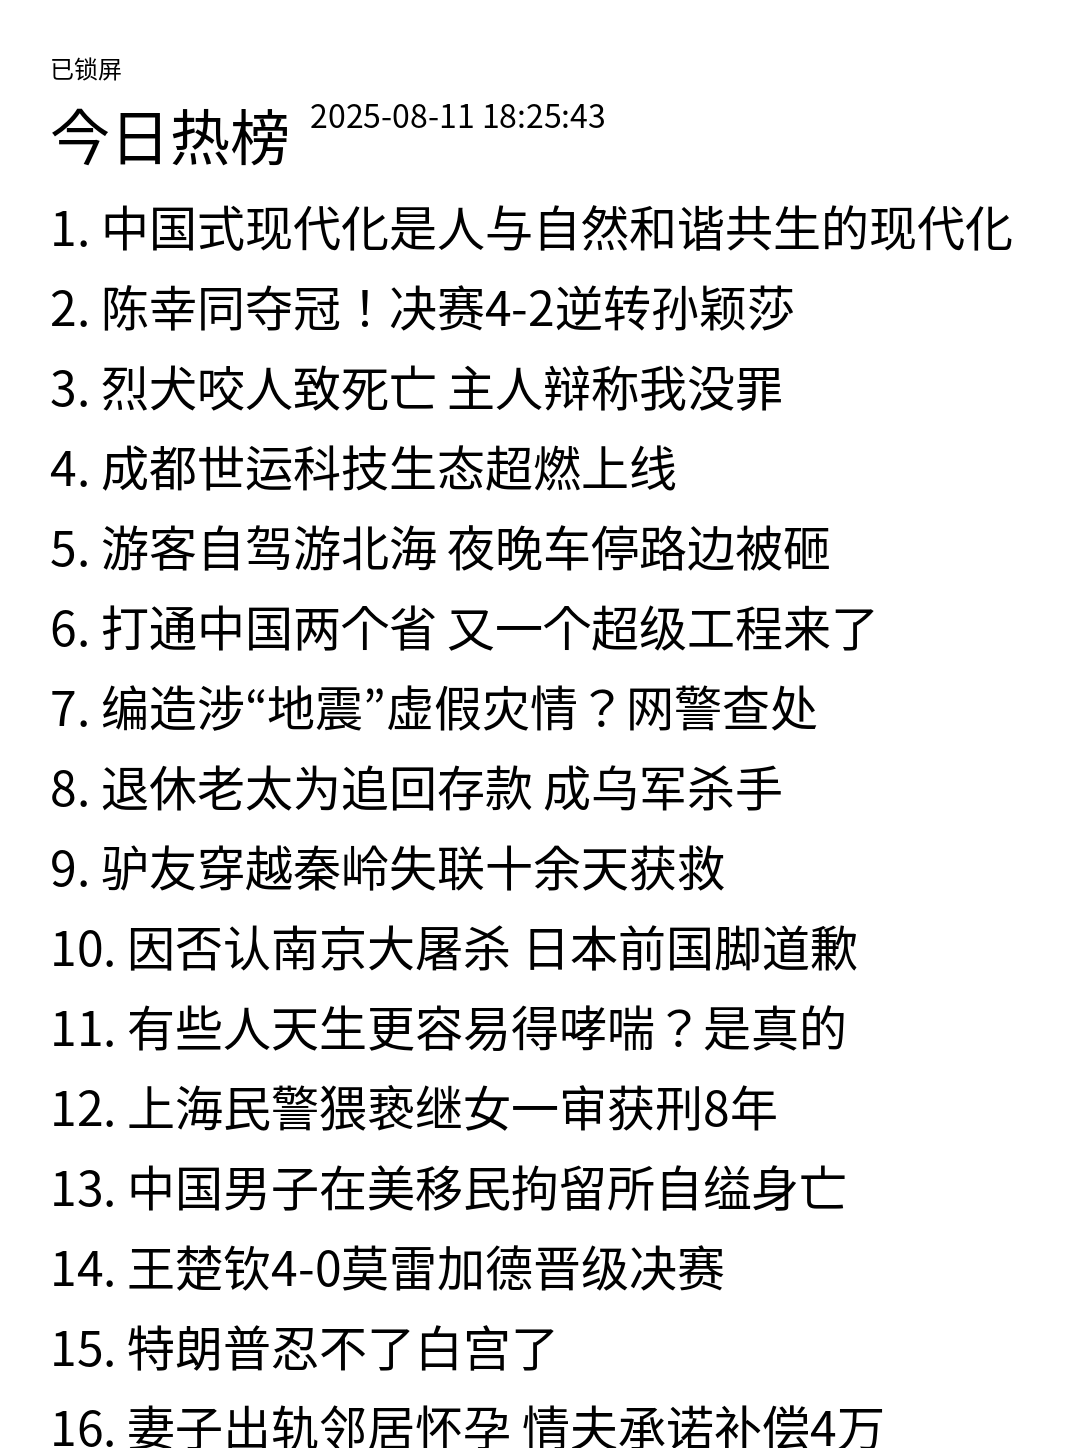 已锁屏
今日热榜 2025-08-11 18:25:43
1. 中国式现代化是人与自然和谐共生的现代化
2. 陈幸同夺冠！决赛4-2逆转孙颖莎
3. 烈犬咬人致死亡 主人辩称我没罪
4. 成都世运科技生态超燃上线
5. 游客自驾游北海 夜晚车停路边被砸
6. 打通中国两个省 又一个超级工程来了
7. 编造涉“地震”虚假灾情？网警查处
8. 退休老太为追回存款 成乌军杀手
9. 驴友穿越秦岭失联十余天获救
10. 因否认南京大屠杀 日本前国脚道歉
11. 有些人天生更容易得哮喘？是真的
12. 上海民警猥亵继女一审获刑8年
13. 中国男子在美移民拘留所自缢身亡
14. 王楚钦4-0莫雷加德晋级决赛
15. 特朗普忍不了白宫了
16. 妻子出轨邻居怀孕 情夫承诺补偿4万